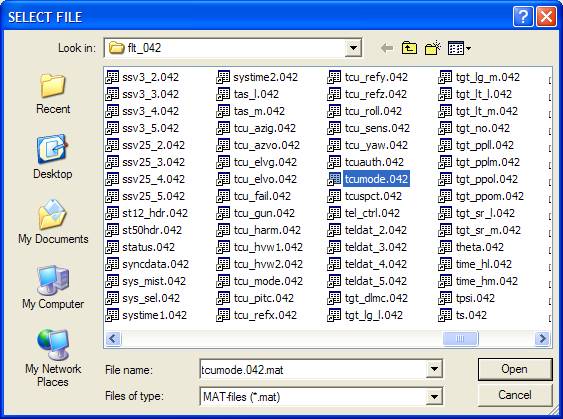 SELECT FILE
Look in: flt_042
Recent
Desktop
My Documents
My Computer
My Network Places
ssv3_2.042 systime2.042 tcu_refy.042 tgt_lg_m.042
ssv3_3.042 tas_l.042 tcu_refz.042 tgt_lt_l.042
ssv3_4.042 tas_m.042 tcu_roll.042 tgt_lt_m.042
ssv3_5.042 tcu_azig.042 tcu_sens.042 tgt_no.042
ssv25_2.042 tcu_azvo.042 tcu_yaw.042 tgt_ppll.042
ssv25_3.042 tcu_elvg.042 tcuauth.042 tgt_pplm.042
ssv25_4.042 tcu_elvo.042 tcumode.042 tgt_ppol.042
ssv25_5.042 tcu_fail.042 tcuspct.042 tgt_ppom.042
st12_hdr.042 tcu_gun.042 tel_ctrl.042 tgt_sr_l.042
st50hdr.042 tcu_harm.042 teldat_2.042 tgt_sr_m.042
status.042 tcu_hvw1.042 teldat_3.042 theta.042
syncdata.042 tcu_hvw2.042 teldat_4.042 time_hl.042
sys_mist.042 tcu_mode.042 teldat_5.042 time_hm.042
sys_sel.042 tcu_pitc.042 tgt_dlmc.042 tpsi.042
systime1.042 tcu_refx.042 tgt_lg_l.042 ts.042
File name: tcumode.042.mat Open
Files of type: MAT-files (*.mat) Cancel